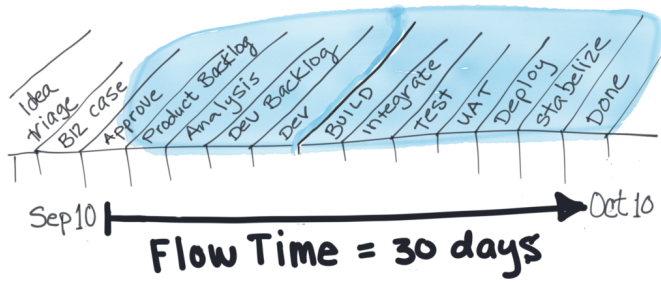 Idea
triage
Biz case
Approve
Product Backlog
Analysis
Dev Backlog
Dev
BUILD
Integrate
Test
UAT
Deploy
stabelize
Done
Sep 10
Oct 10
Flow Time = 30 days